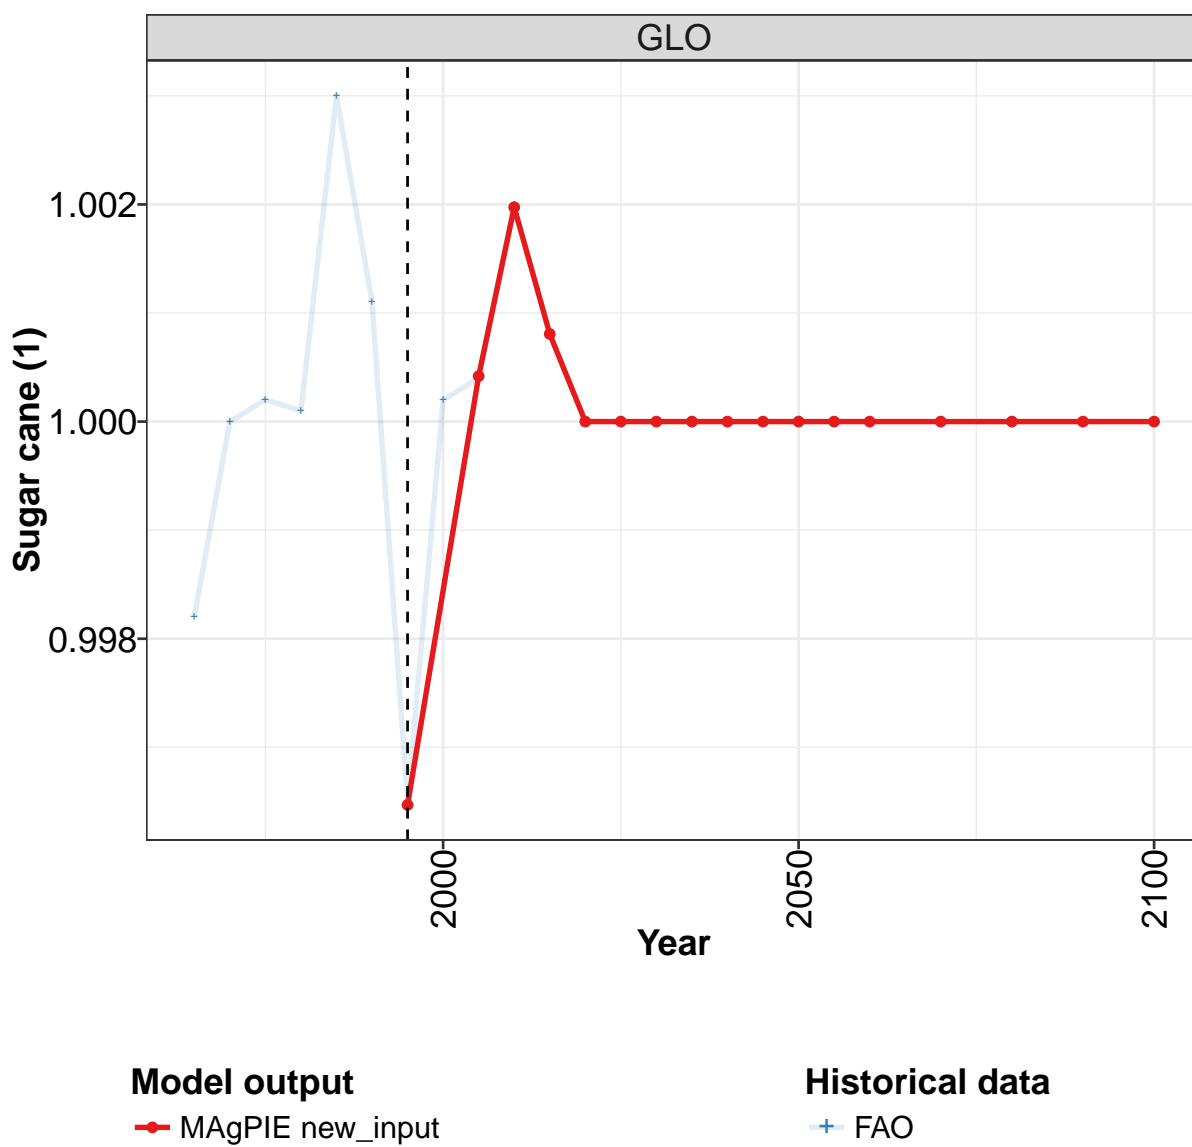 GLO
1.002
1.000
0.998
Sugar cane (1)
2000
2050
2100
Year
Model output
MAgPIE new_input
Historical data
FAO